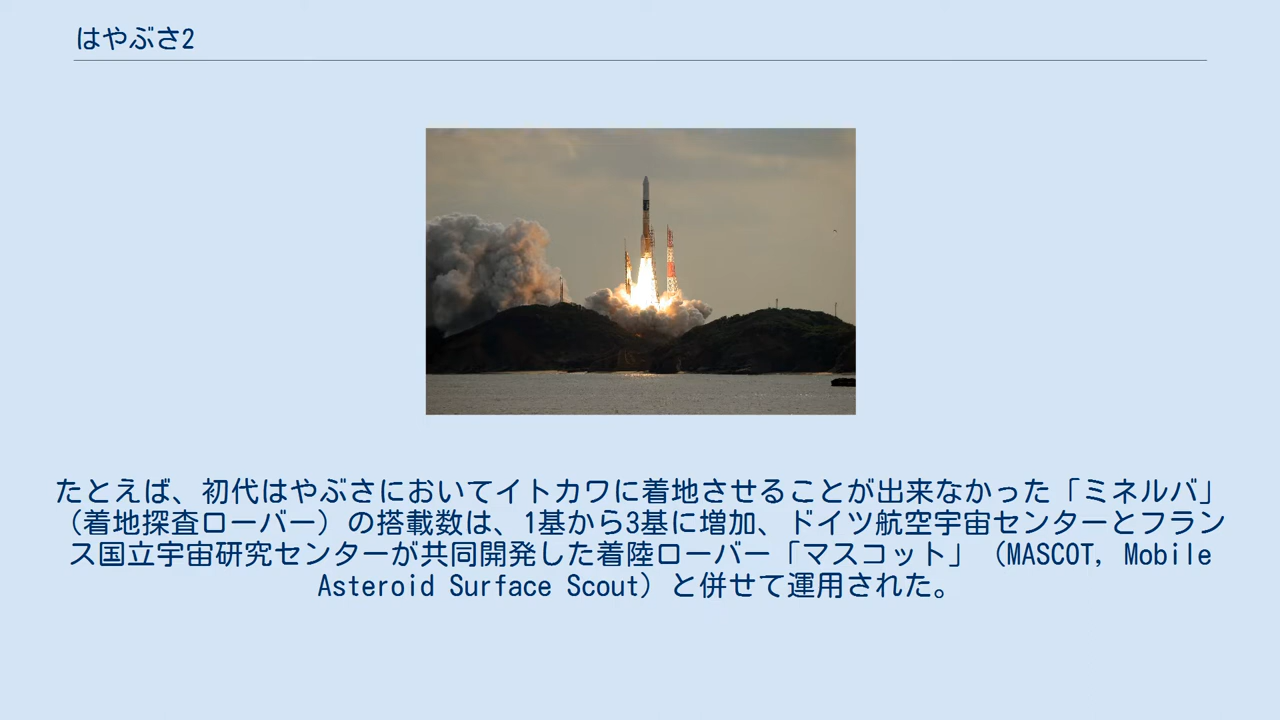 はやぶさ2
たとえば、初代はやぶさにおいてイトカワに着地させることが出来なかった「ミネルバ」
（着地探査ローバー）の搭載数は、1基から3基に増加、ドイツ航空宇宙センターとフラン
ス国立宇宙研究センターが共同開発した着陸ローバー「マスコット」（MASCOT, Mobile
Asteroid Surface Scout）と併せて運用された。